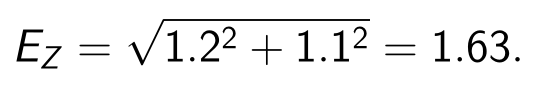 E_Z = √1.2² + 1.1² = 1.63.